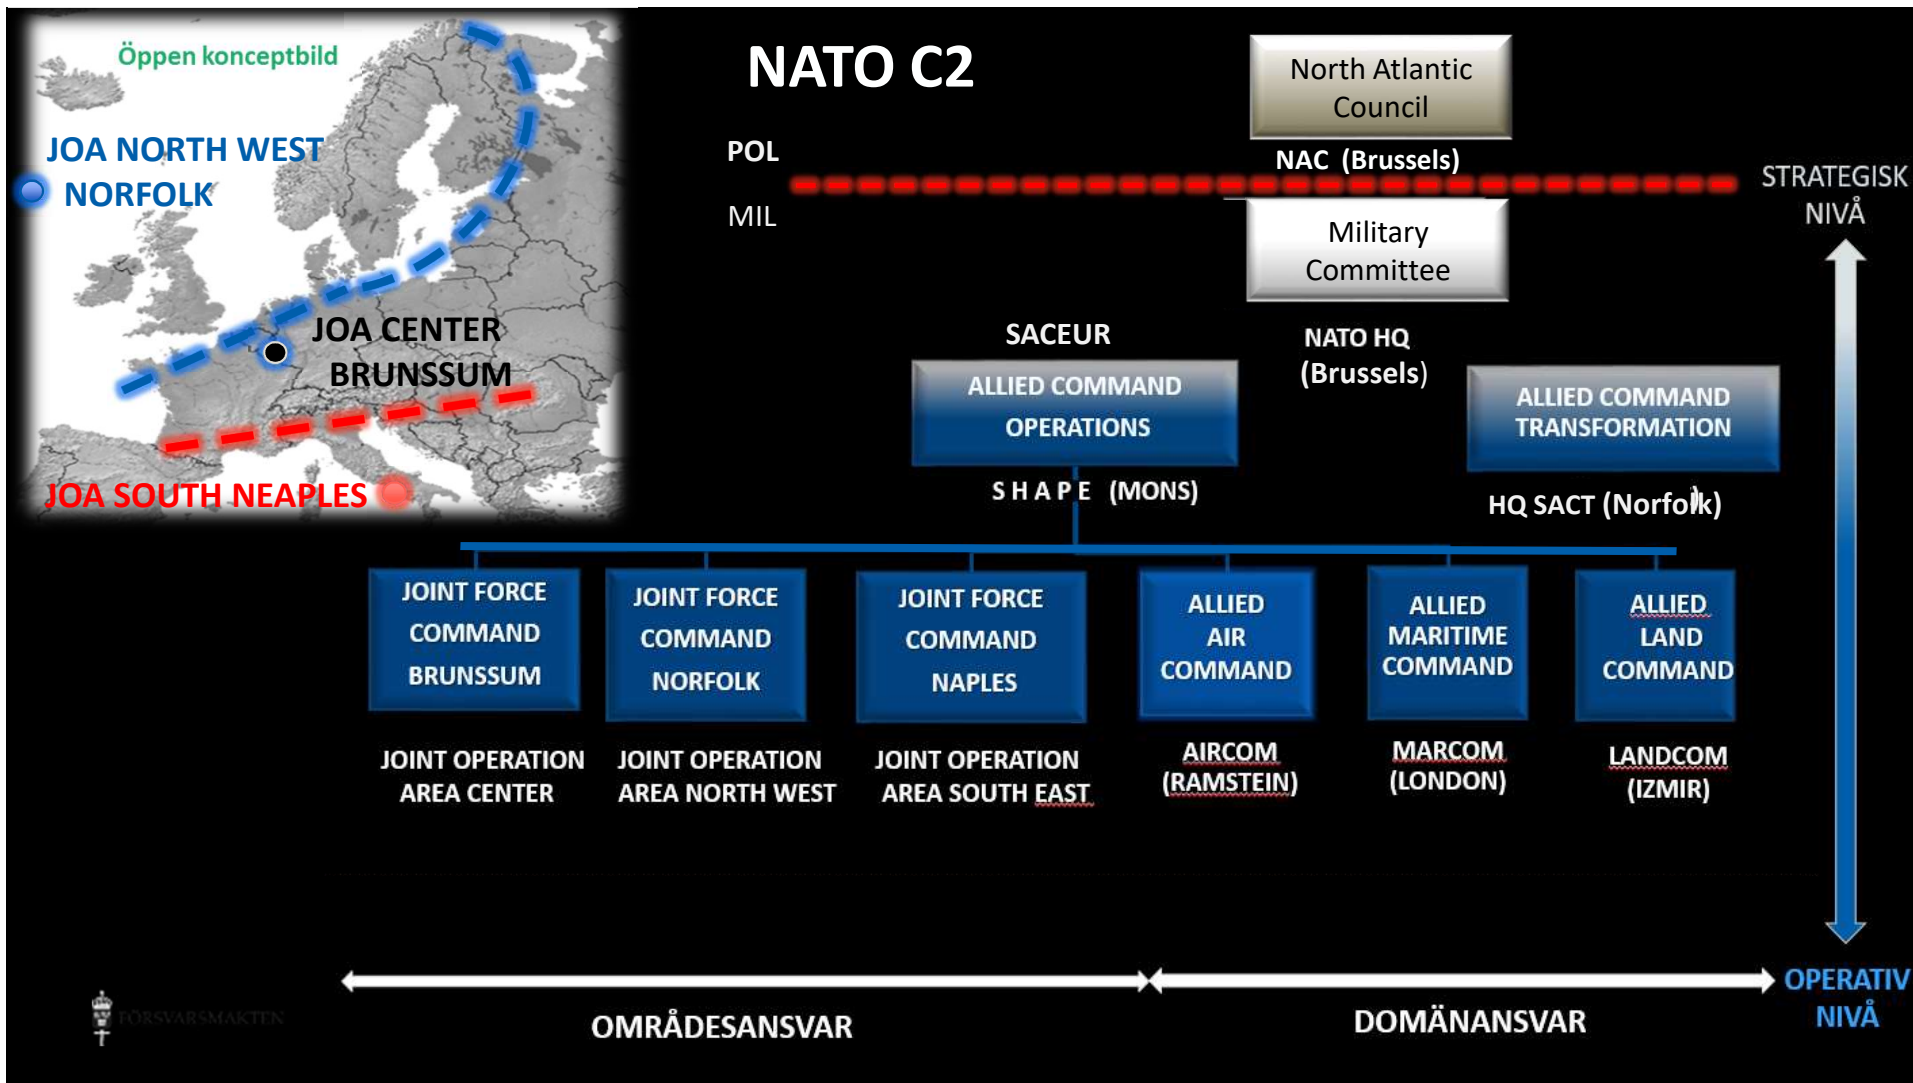 Öppen konceptbild
JOA NORTH WEST
NORFOLK
JOA CENTER
BRUNSSUM
JOA SOUTH NEAPLES
NATO C2
North Atlantic
Council
NAC (Brussels)
POL
MIL
STRATEGISK
NIVÅ
Military
Committee
NATO HQ
(Brussels)
SACEUR
ALLIED COMMAND
OPERATIONS
S H A P E (MONS)
ALLIED COMMAND
TRANSFORMATION
HQ SACT (Norfolk)
)
JOINT FORCE
COMMAND
BRUNSSUM
JOINT OPERATION
AREA CENTER
JOINT FORCE
COMMAND
NORFOLK
JOINT OPERATION
AREA NORTH WEST
JOINT FORCE
COMMAND
NAPLES
JOINT OPERATION
AREA SOUTH EAST
ALLIED
AIR
COMMAND
AIRCOM
(RAMSTEIN)
ALLIED
MARITIME
COMMAND
MARCOM
(LONDON)
ALLIED
LAND
COMMAND
LANDCOM
(IZMIR)
OMRÅDESANSVAR
DOMÄNANSVAR
OPERATIV
NIVÅ
FÖRSVARSMAKTEN